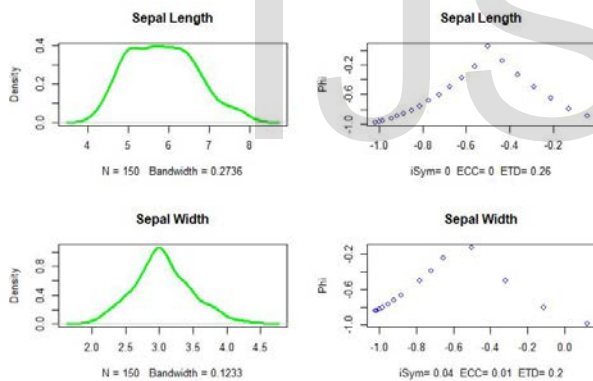 Sepal Length
Density
0.0 0.2 0.4
4 5 6 7 8
N = 150 Bandwidth = 0.2736
Sepal Length
Phi
-1.0 -0.6 -0.2
-1.0 -0.8 -0.6 -0.4 -0.2
iSym= 0 ECC= 0 ETD= 0.26
Sepal Width
Density
0.0 0.4 0.8
2.0 2.5 3.0 3.5 4.0 4.5
N = 150 Bandwidth = 0.1233
Sepal Width
Phi
-1.0 -0.6 -0.2
-1.0 -0.8 -0.6 -0.4 -0.2 0.0
iSym= 0.04 ECC= 0.01 ETD= 0.2